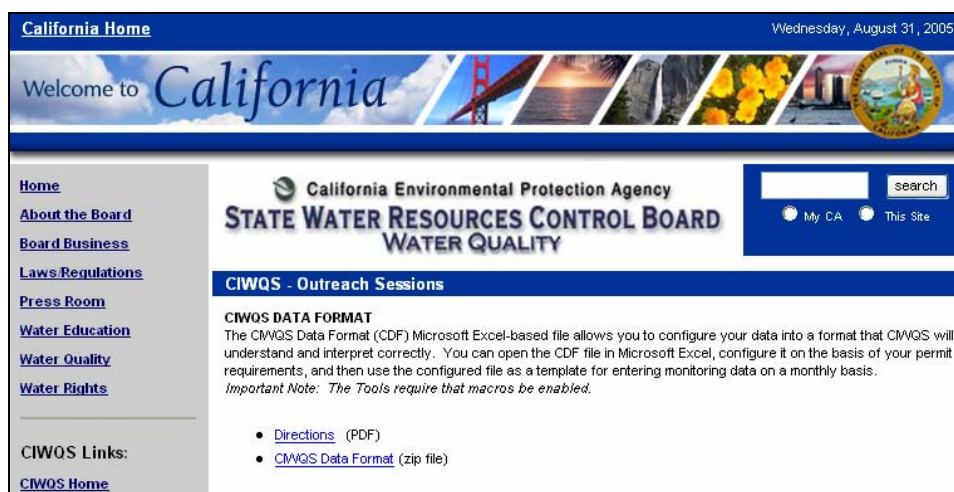 California Home
Wednesday, August 31, 2005
Welcome to California
Home
About the Board
Board Business
Laws/Regulations
Press Room
Water Education
Water Quality
Water Rights
CIWQS Links:
CIWQS Home
California Environmental Protection Agency
STATE WATER RESOURCES CONTROL BOARD
WATER QUALITY
search
My CA
This Site
CIWQS - Outreach Sessions
CIWQS DATA FORMAT
The CIWQS Data Format (CDF) Microsoft Excel-based file allows you to configure your data into a format that CIWQS will
understand and interpret correctly. You can open the CDF file in Microsoft Excel, configure it on the basis of your permit
requirements, and then use the configured file as a template for entering monitoring data on a monthly basis.
Important Note: The Tools require that macros be enabled.
• Directions (PDF)
• CIWQS Data Format (zip file)